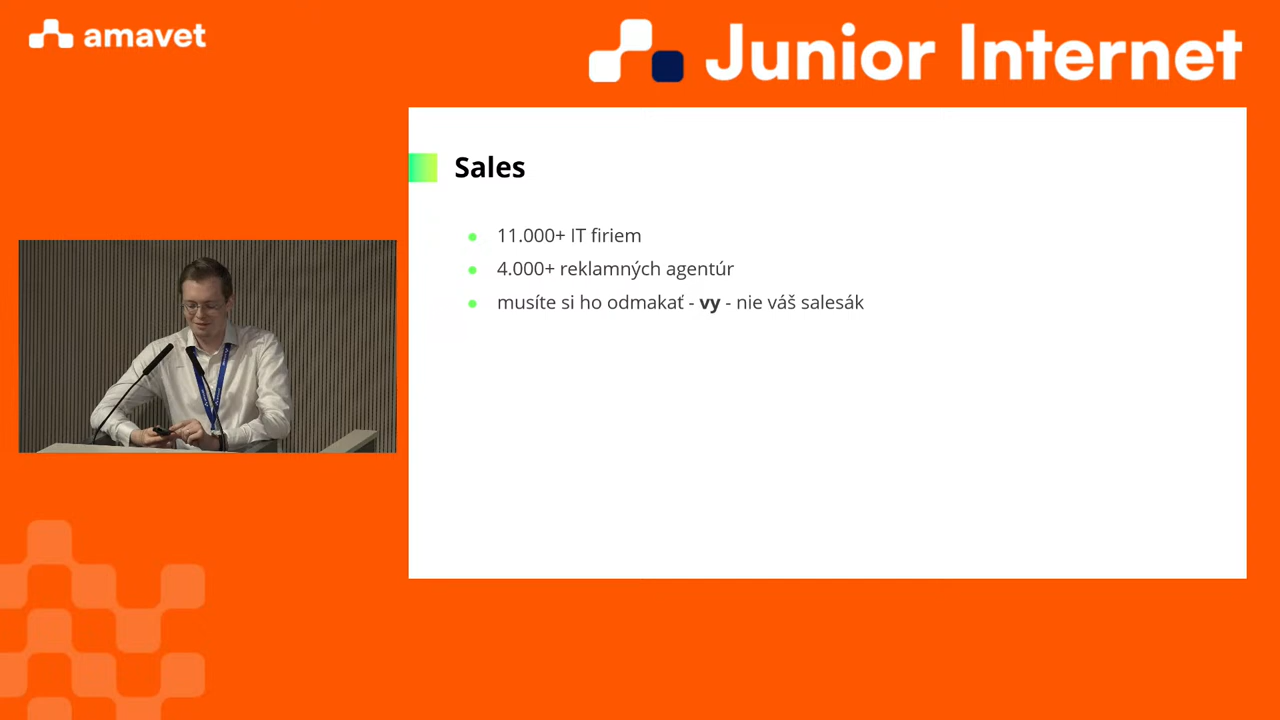 amavet
Junior Internet
Sales
11.000+ IT firiem
4.000+ reklamných agentúr
musíte si ho odmakať - vy - nie váš salesák